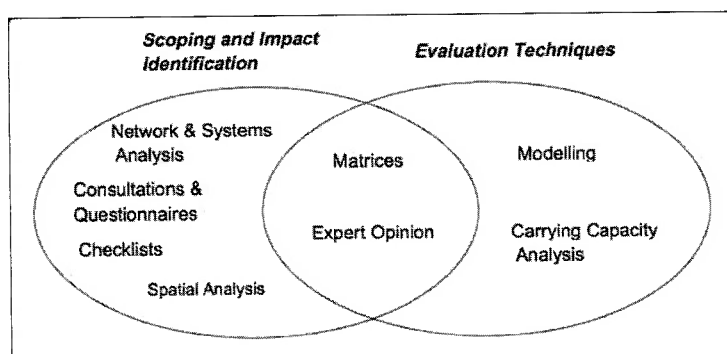 Scoping and Impact
Identification
Evaluation Techniques
Network & Systems
Analysis
Consultations &
Questionnaires
Checklists
Spatial Analysis
Matrices
Expert Opinion
Modelling
Carrying Capacity
Analysis